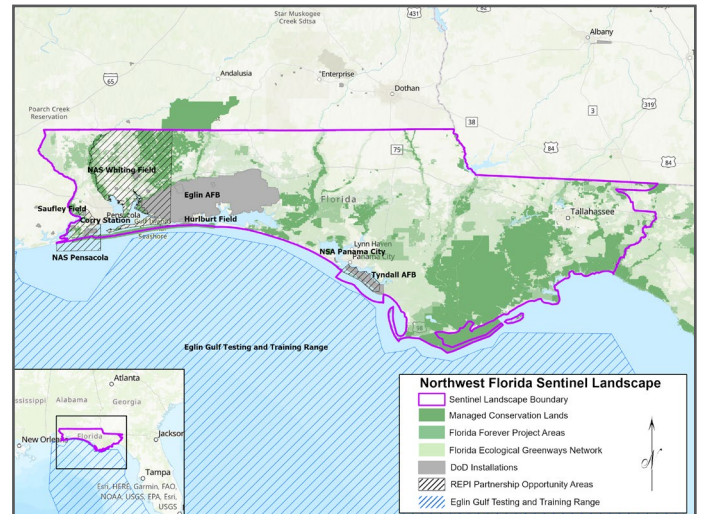 Star Muskogee
Creek Sdtsa
431
82
Albany
65
Andalusia
Enterprise
Dothan
Poarch Creek
Reservation
38
3
319
84
75
84
NAS Whiting Field
Eglin AFB
Florida
Saufley Field
Pensacola
Corry Station
Gulf Islands
Seashore
Hurlburt Field
Tallahassee
NAS Pensacola
Lynn Haven
NSA Panama City
Panama City
Tyndall AFB
98
Eglin Gulf Testing and Training Range
Atlanta
ississippi
Alabama
Georgia
New Orleans
Florida
Jackson
Tampa
Esri, HERE, Garmin, FAO,
NOAA, USGS, EPA, Esri,
USGS
Northwest Florida Sentinel Landscape
Sentinel Landscape Boundary
Managed Conservation Lands
Florida Forever Project Areas
Florida Ecological Greenways Network
DoD Installations
REPI Partnership Opportunity Areas
Eglin Gulf Testing and Training Range
N